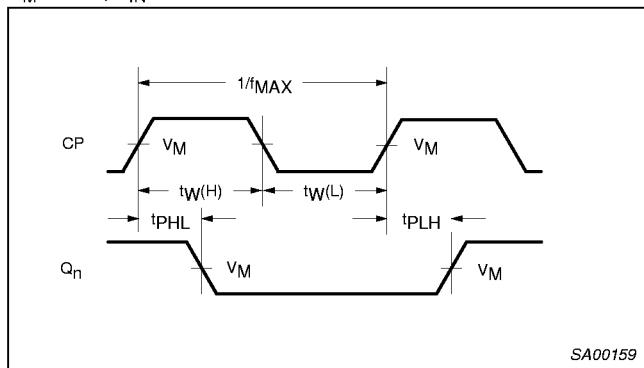 1/fMAX
CP VM VM
tW(H) tW(L)
tPHL tPLH
Qn VM VM
SA00159